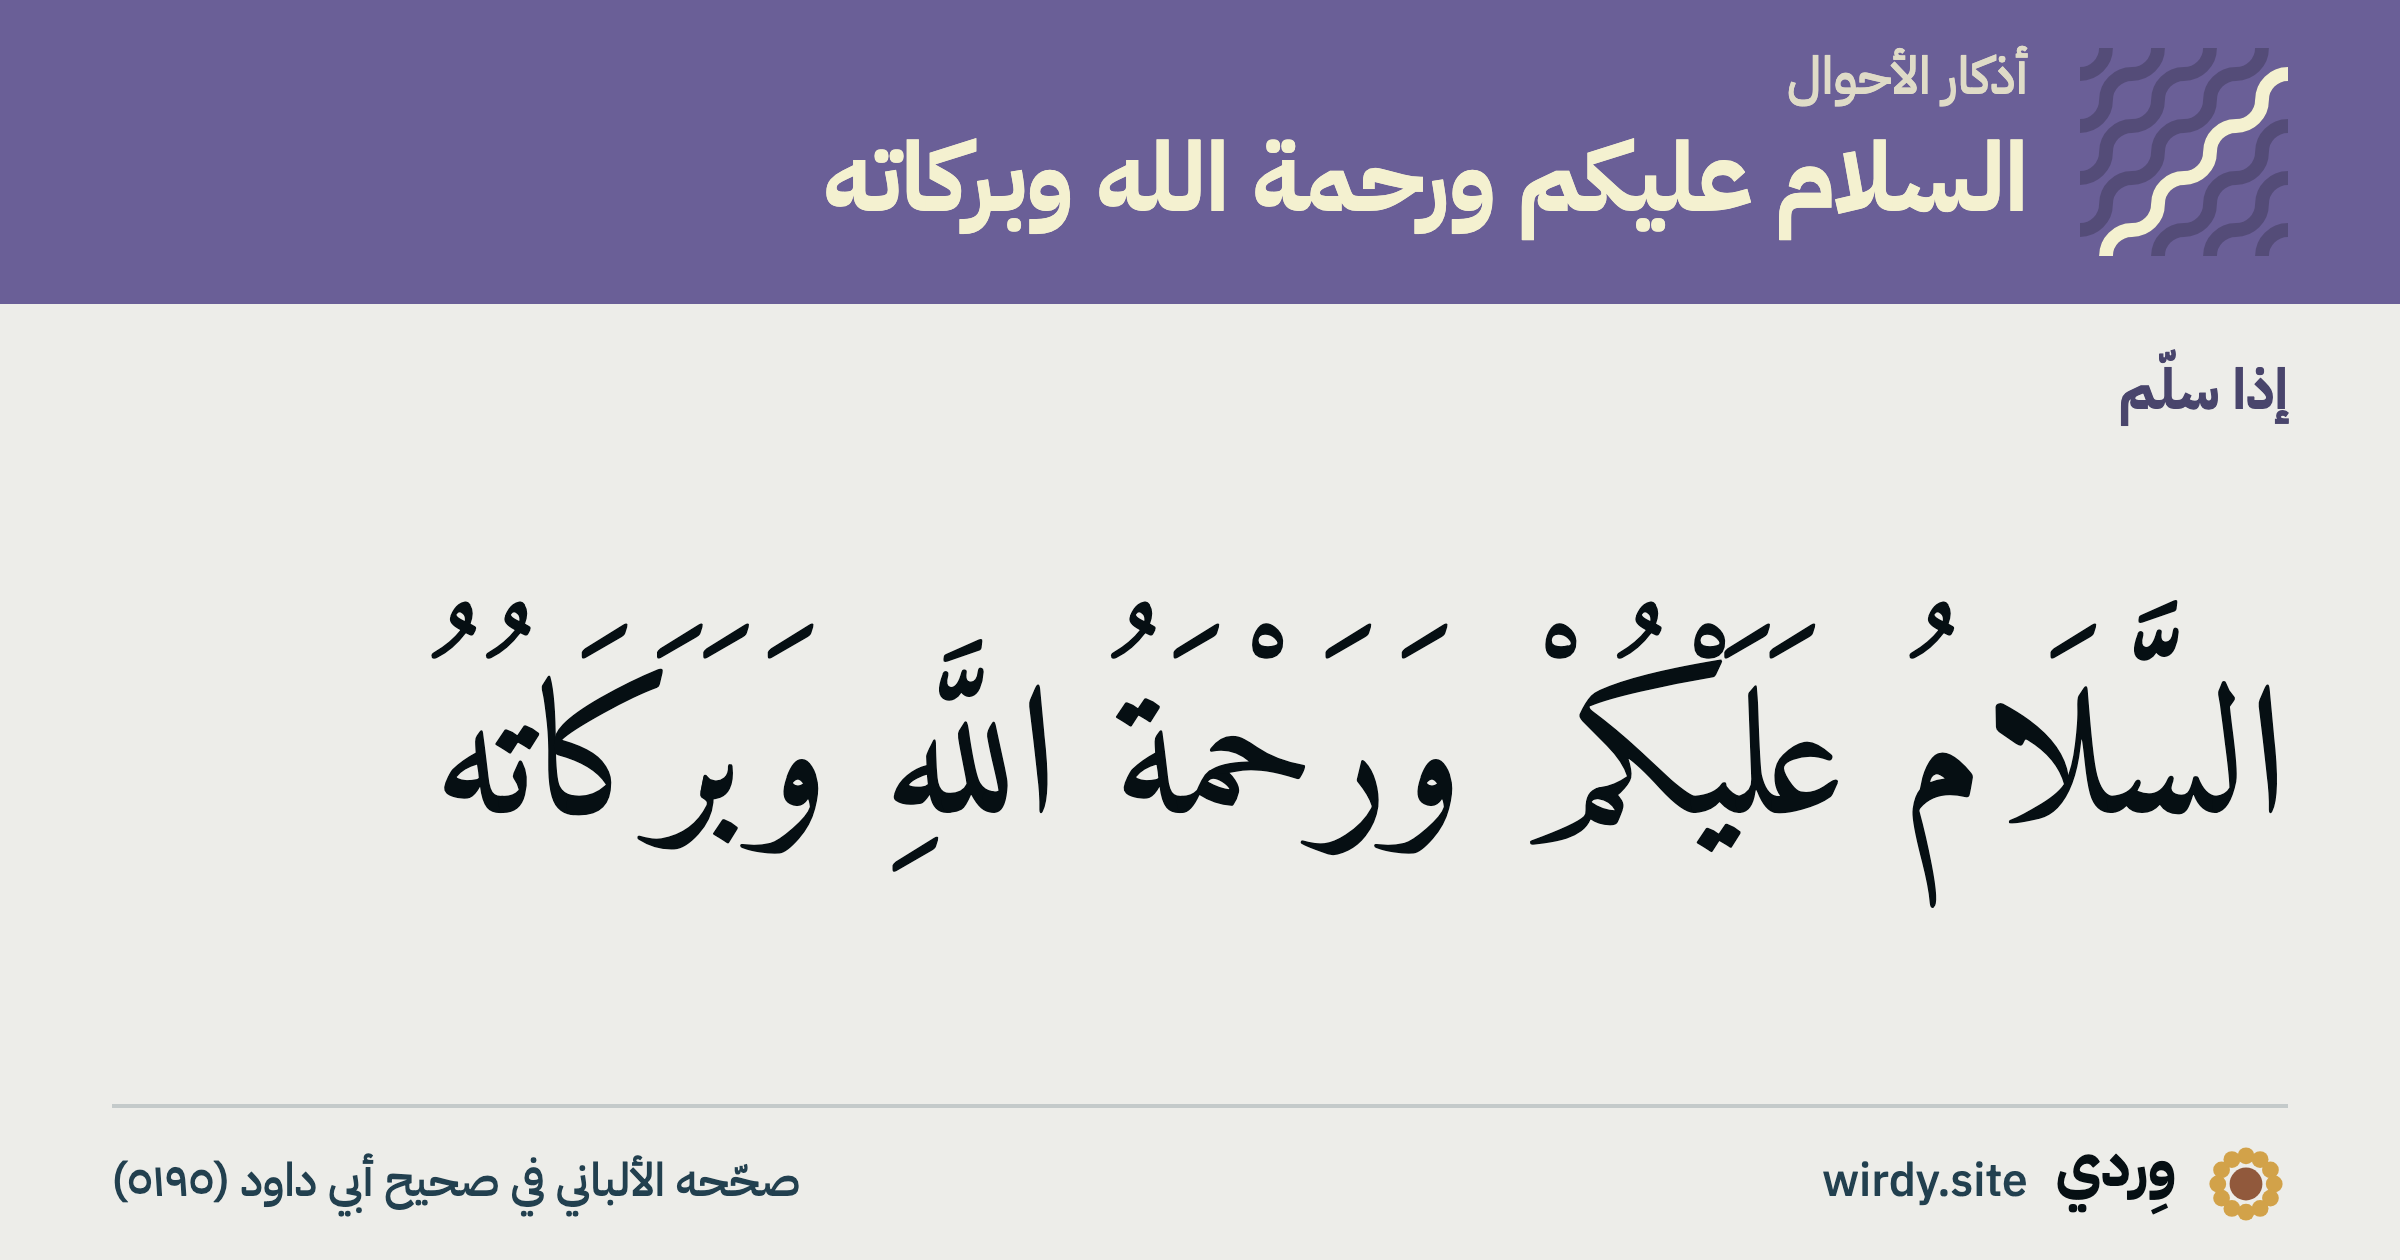 أذكار الأحوال
السلام عليكم ورحمة الله وبركاته
إذا سلّم
السَّلَامُ عَلَيْكُمْ وَرَحْمَةُ اللَّهِ وَبَرَكَاتُهُ
وِردي wirdy.site
صحّحه الألباني في صحيح أبي داود (٥١٩٥)